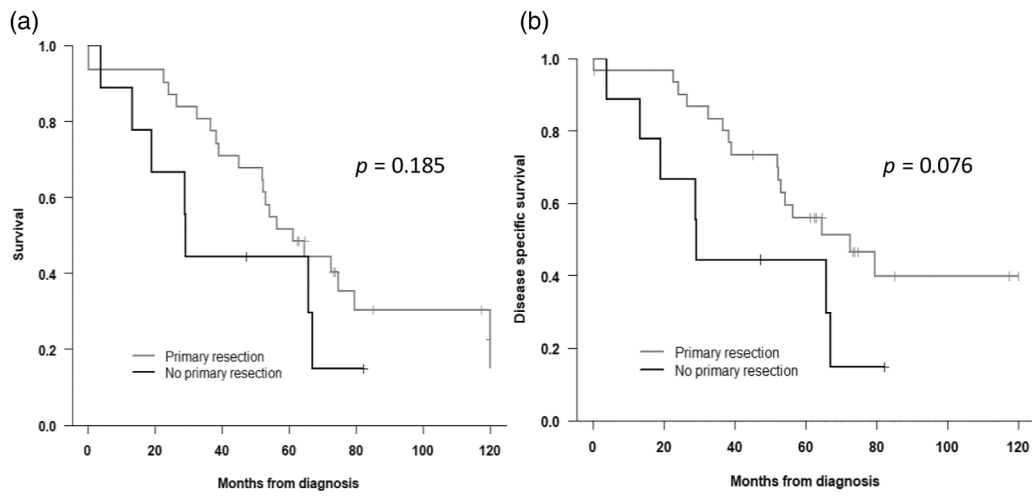 (a)
Survival
1.0
0.8
0.6
0.4
0.2
0.0
p = 0.185
Primary resection
No primary resection
0 20 40 60 80 100 120
Months from diagnosis
(b)
Disease specific survival
1.0
0.8
0.6
0.4
0.2
0.0
p = 0.076
Primary resection
No primary resection
0 20 40 60 80 100 120
Months from diagnosis